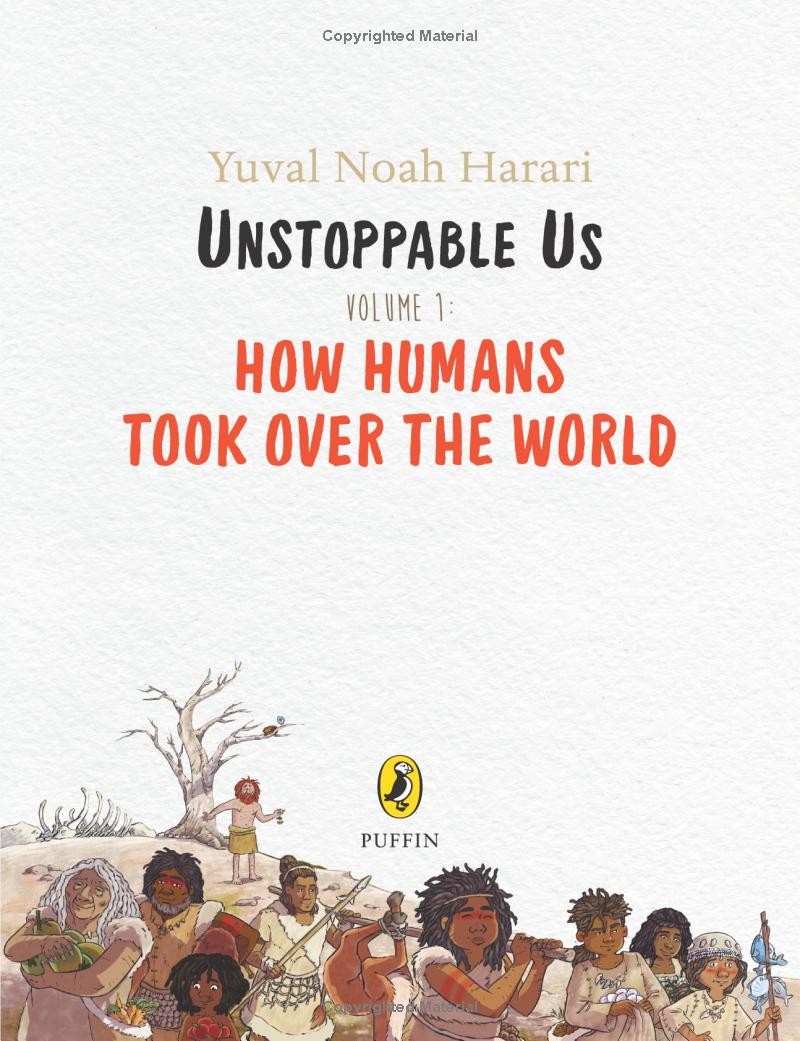 Copyrighted Material
Yuval Noah Harari
UNSTOPPABLE US
VOLUME 1:
HOW HUMANS
TOOK OVER THE WORLD
PUFFIN
Copyrighted Material